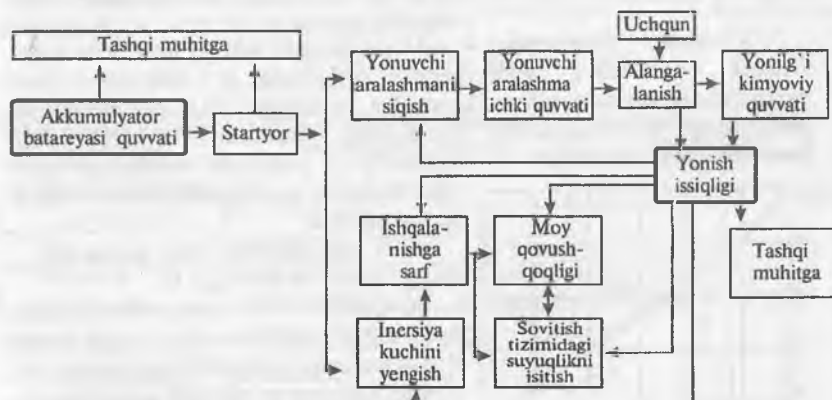 Uchqun
Tashqi muhitga
Yonuvchi
aralashmani
siqish
Yonuvchi
aralashma
ichki quvvati
Alanga-
lanish
Yonilg'i
kimyoviy
quvvati
Akkumulyator
batareyasi quvvati
Startyor
Yonish
issiqligi
Ishqala-
nishga
sarf
Moy
qovush-
qoqligi
Tashqi
muhitga
Inersiya
kuchini
yengish
Sovitish
tizimidagi
suyuqlikni
isitish